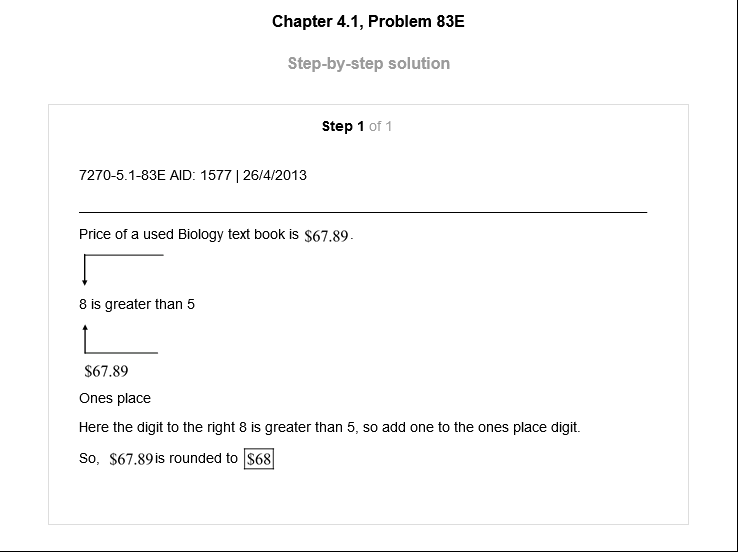 Chapter 4.1, Problem 83E
Step-by-step solution
Step 1 of 1
7270-5.1-83E AID: 1577 | 26/4/2013
Price of a used Biology text book is $67.89.
8 is greater than 5
$67.89
Ones place
Here the digit to the right 8 is greater than 5, so add one to the ones place digit.
So, $67.89 is rounded to $68